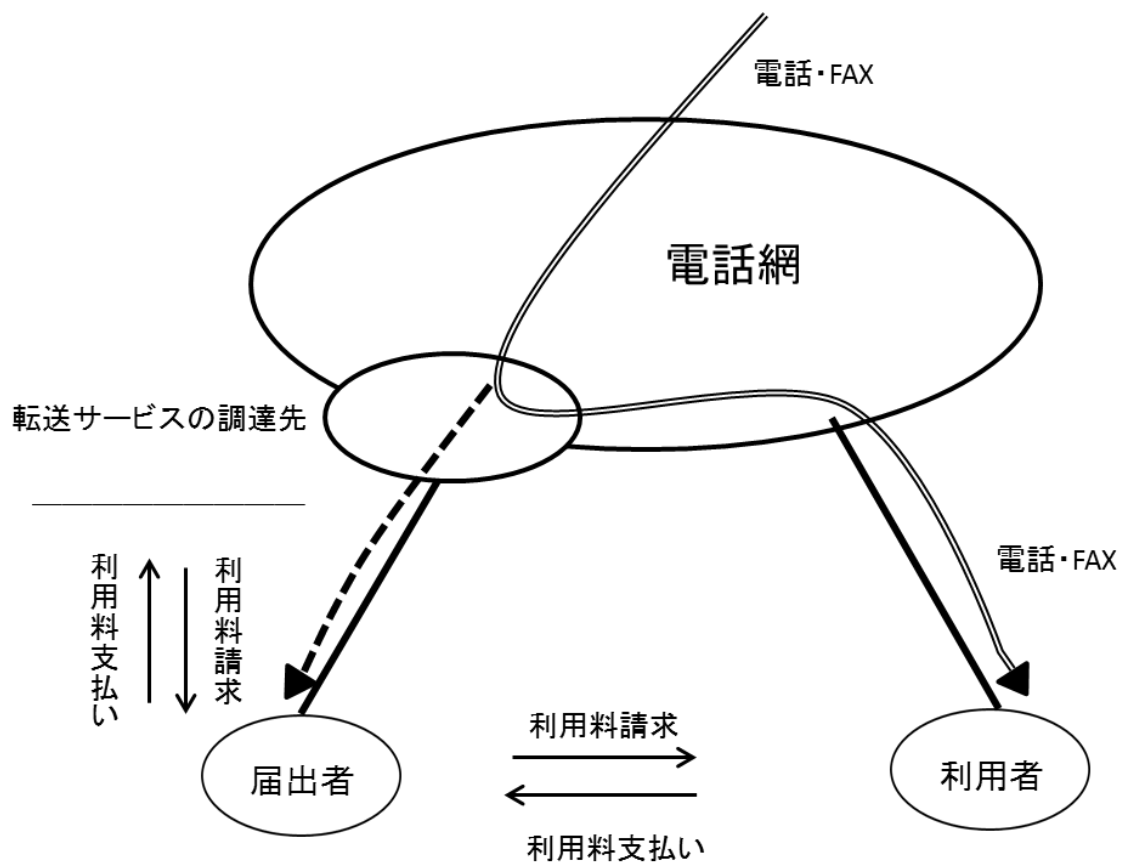 電話・FAX
電話網
転送サービスの調達先
電話・FAX
利用料支払い
利用料請求
利用料請求
届出者
利用者
利用料支払い